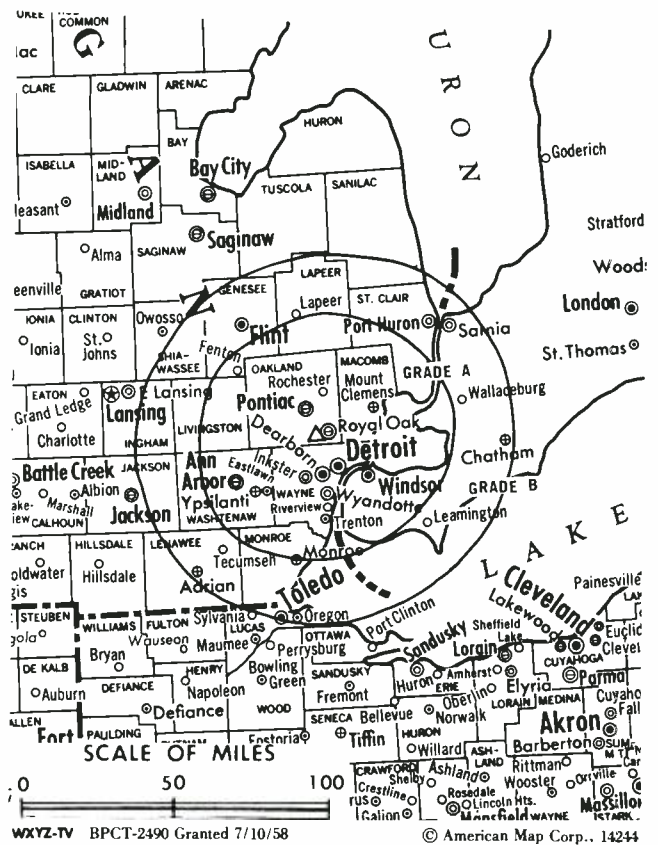 COMMON
G
URON
CLARE GLADWIN ARENAC
HURON
BAY
ISABELLA MID-LAND A Bay City
Goderich
TUSCOLA SANILAC
Midland
Stratford
Saginaw
Alma SAGINAW
LAPEER
GENESEE
GRATIOT
ST. CLAIR
London
IONIA CLINTON Owosso Lapeer
Flint Port Huron Sarnia
Ionia St. Johns
SHIA-WASSEE Fenton
St. Thomas
OAKLAND MACOMB
GRADE A
Rochester Mount Clemens
EATON E Lansing
Wallaceburg
Grand Ledge Lansing
Pontiac
Charlotte
LIVINGSTON
Royal Oak
Dearborn
INGHAM
Detroit
Chatham
Battle Creek JACKSON
Ann Arbor Eastlawn Inkster
Windsor GRADE B
Albion Ypsilanti WAYNE Wyandotte
Marshall Jackson
Riverview
CALHOUN WASHTENAW
Leamington
Trenton
HILLSDALE LENAWEE MONROE
Tecumseh Monroe
Hillsdale
LAKE
Adrian
Toledo
Cleveland Painesville
STEUBEN
Lakewood
WILLIAMS FULTON Sylvania LUCAS Oregon
Port Clinton
Sandusky Sheffield Lake
Wauseon Maumee Perrysburg OTTAWA
Lorain
CUYAHOGA
Bryan
DE KALB HENRY Bowling Green SANDUSKY
Huron Amherst Elyria Parma
ERIE
Auburn DEFIANCE Napoleon Fremont
Oberlin
LORAIN MEDINA
WOOD
Bellevue Norwalk
Defiance
SENECA
Akron
Fort PAULDING
Fostoria Tiffin HURON
Barberton
Willard ASH-LAND
SCALE OF MILES
CRAWFORD Ashland Rittman
Shelby Wooster Orrville
0 50 100
Crestline Rosedale
Lincoln Hts.
Galion Mansfield WAYNE STARK
WXYZ-TV BPCT-2490 Granted 7/10/58 © American Map Corp., 14244